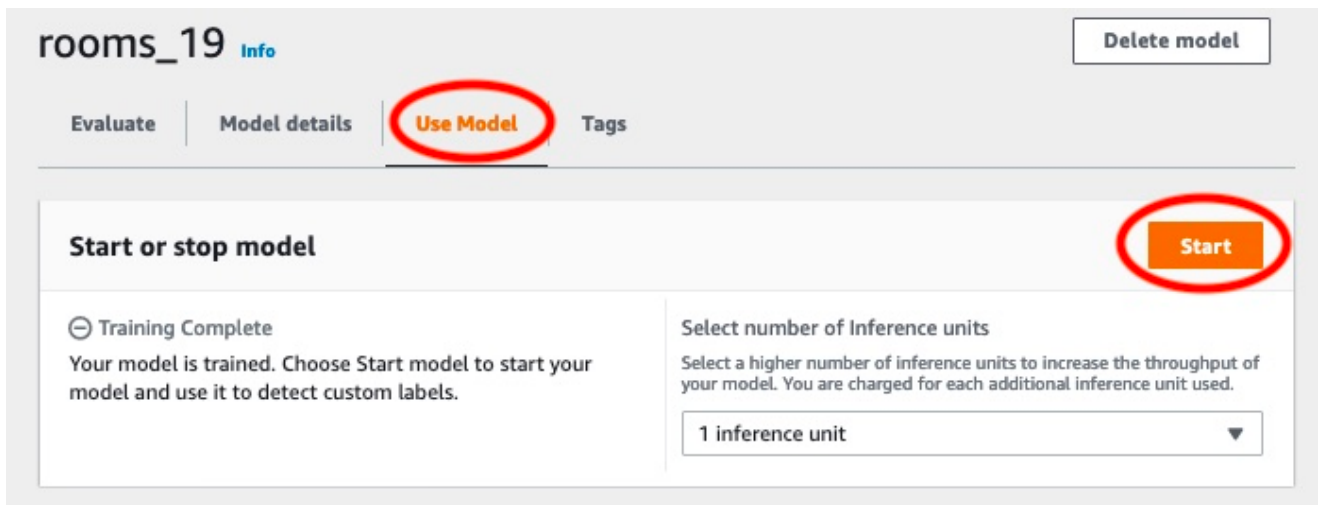 rooms_19 Info
Delete model
Evaluate
Model details
Use Model
Tags
Start or stop model
Start
Training Complete
Your model is trained. Choose Start model to start your
model and use it to detect custom labels.
Select number of Inference units
Select a higher number of inference units to increase the throughput of
your model. You are charged for each additional inference unit used.
1 inference unit